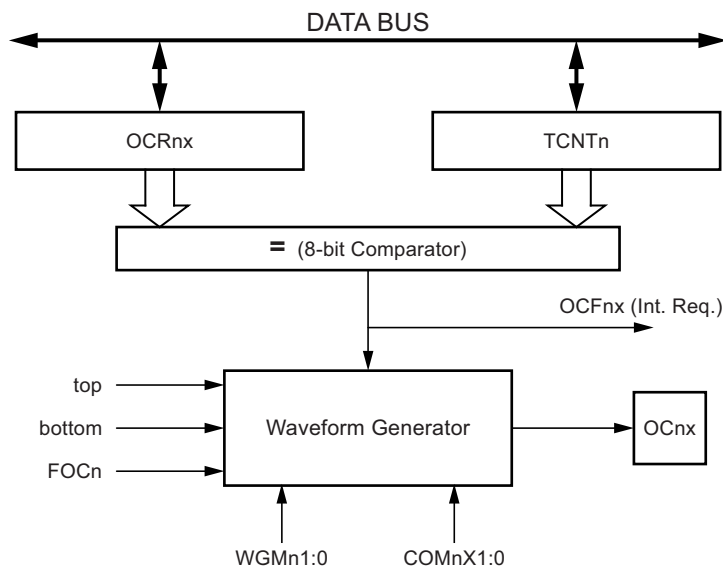 DATA BUS
OCRnx
TCNTn
= (8-bit Comparator)
OCFnx (Int. Req.)
top
bottom
FOCn
Waveform Generator
OCnx
WGMn1:0
COMnX1:0